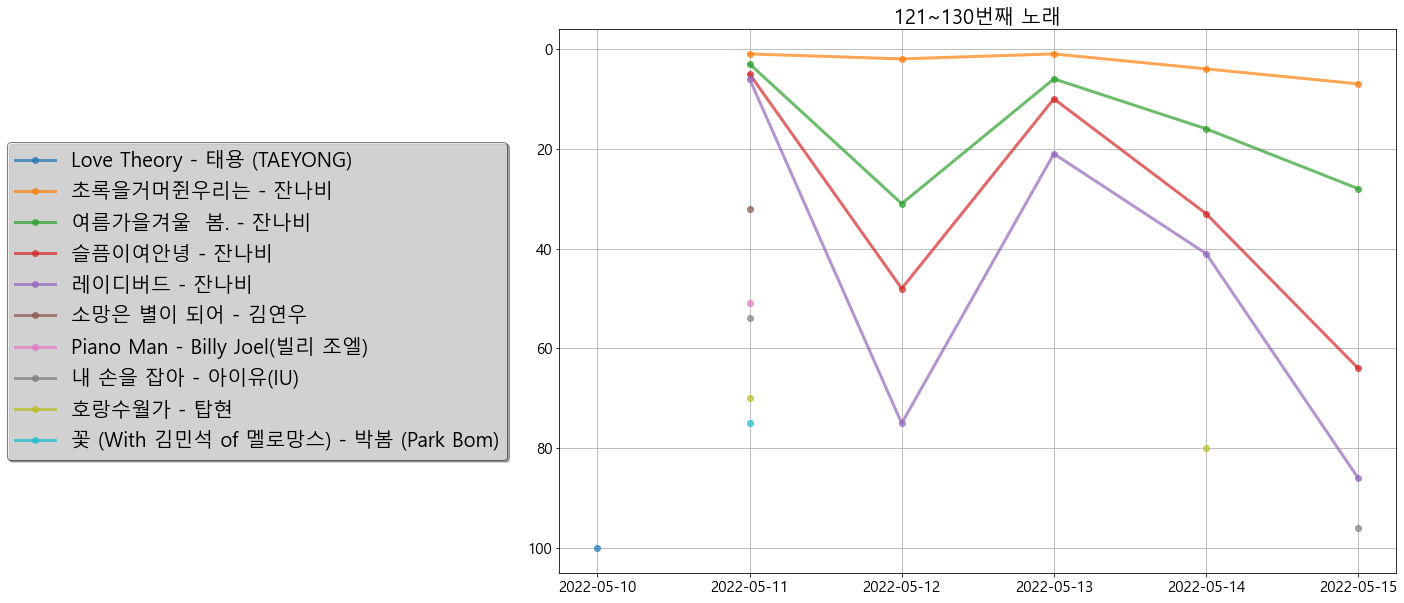 121~130번째 노래
Love Theory - 태용 (TAEYONG)
초록을거머쥔우리는 - 잔나비
여름가을겨울  봄. - 잔나비
슬픔이여안녕 - 잔나비
레이디버드 - 잔나비
소망은 별이 되어 - 김연우
Piano Man - Billy Joel(빌리 조엘)
내 손을 잡아 - 아이유(IU)
호랑수월가 - 탑현
꽃 (With 김민석 of 멜로망스) - 박봄 (Park Bom)
0
20
40
60
80
100
2022-05-10 2022-05-11 2022-05-12 2022-05-13 2022-05-14 2022-05-15